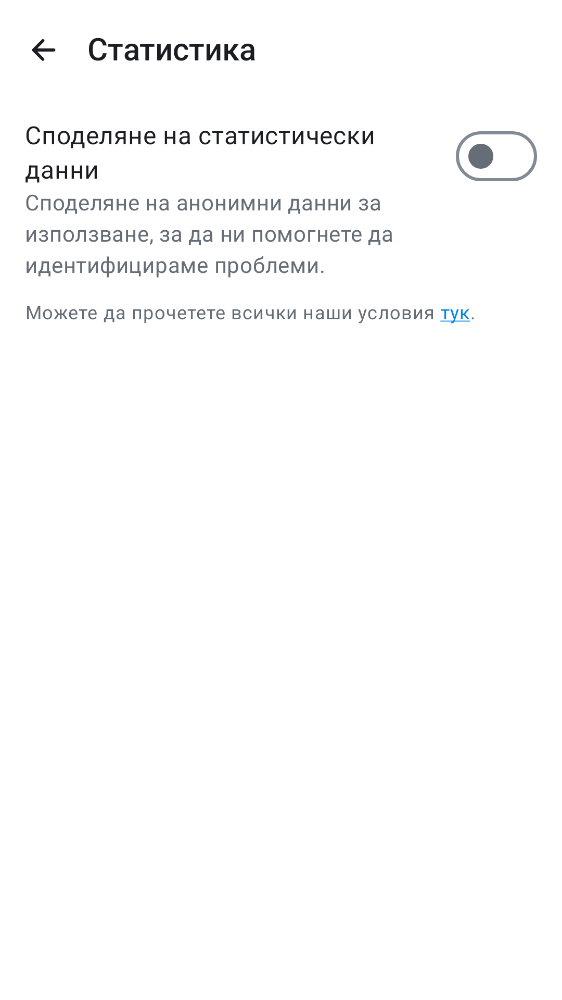 Статистика
Споделяне на статистически
данни
Споделяне на анонимни данни за
използване, за да ни помогнете да
идентифицираме проблеми.
Можете да прочетете всички наши условия тук.